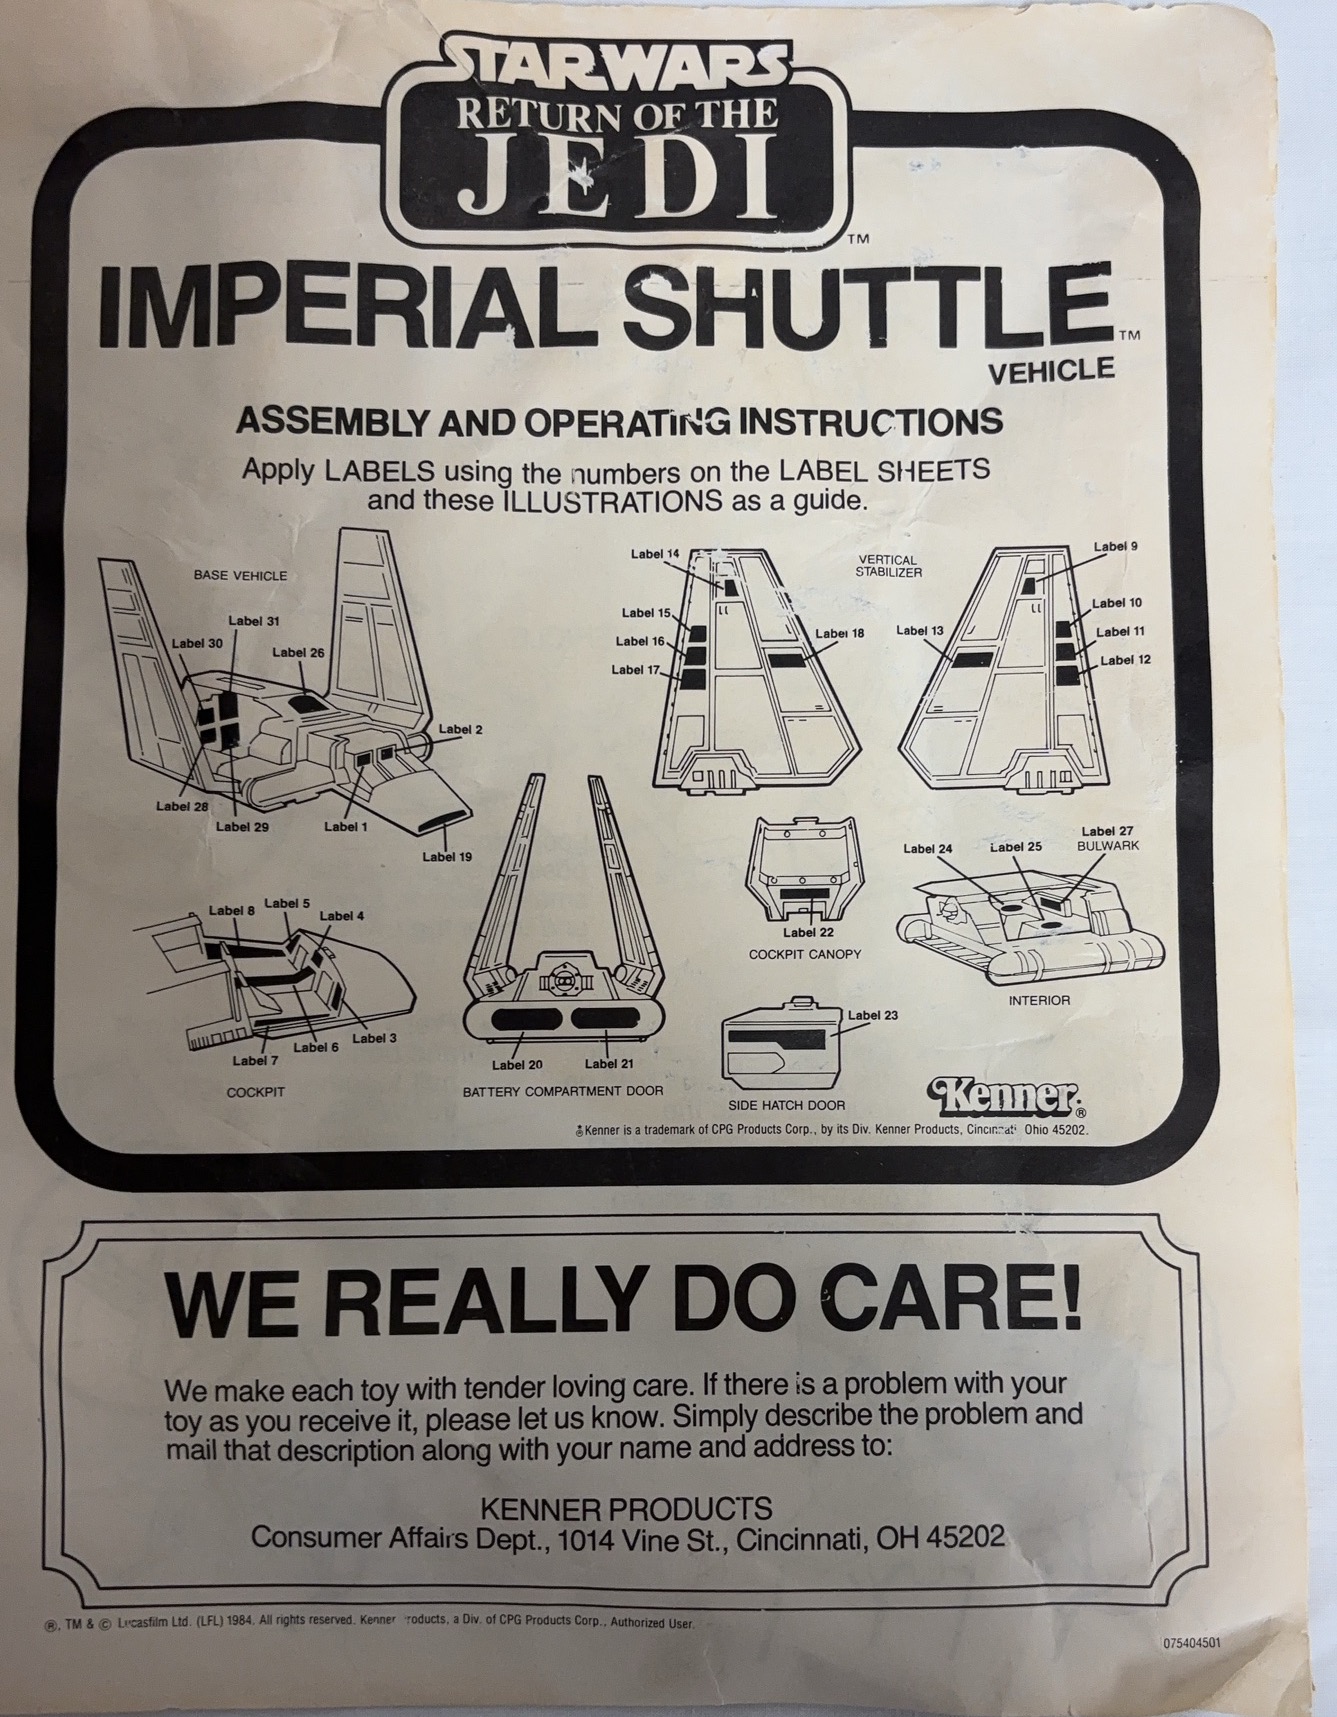 STAR WARS
RETURN OF THE
JEDI
TM
IMPERIAL SHUTTLE TM
VEHICLE
ASSEMBLY AND OPERATING INSTRUCTIONS
Apply LABELS using the numbers on the LABEL SHEETS
and these ILLUSTRATIONS as a guide.
BASE VEHICLE
Label 31
Label 30
Label 26
Label 2
Label 28
Label 29
Label 1
Label 19
Label 14
VERTICAL
STABILIZER
Label 9
Label 15
Label 16
Label 17
Label 18
Label 13
Label 10
Label 11
Label 12
Label 8
Label 5
Label 4
Label 3
Label 6
Label 7
COCKPIT
Label 20
Label 21
BATTERY COMPARTMENT DOOR
Label 22
COCKPIT CANOPY
Label 23
SIDE HATCH DOOR
Label 24
Label 25
Label 27
BULWARK
INTERIOR
Kenner®
Kenner is a trademark of CPG Products Corp., by its Div. Kenner Products, Cincinnati Ohio 45202.
WE REALLY DO CARE!
We make each toy with tender loving care. If there is a problem with your
toy as you receive it, please let us know. Simply describe the problem and
mail that description along with your name and address to:
KENNER PRODUCTS
Consumer Affairs Dept., 1014 Vine St., Cincinnati, OH 45202
®, TM & © Lucasfilm Ltd. (LFL) 1984. All rights reserved. Kenner Products, a Div. of CPG Products Corp., Authorized User.
075404501